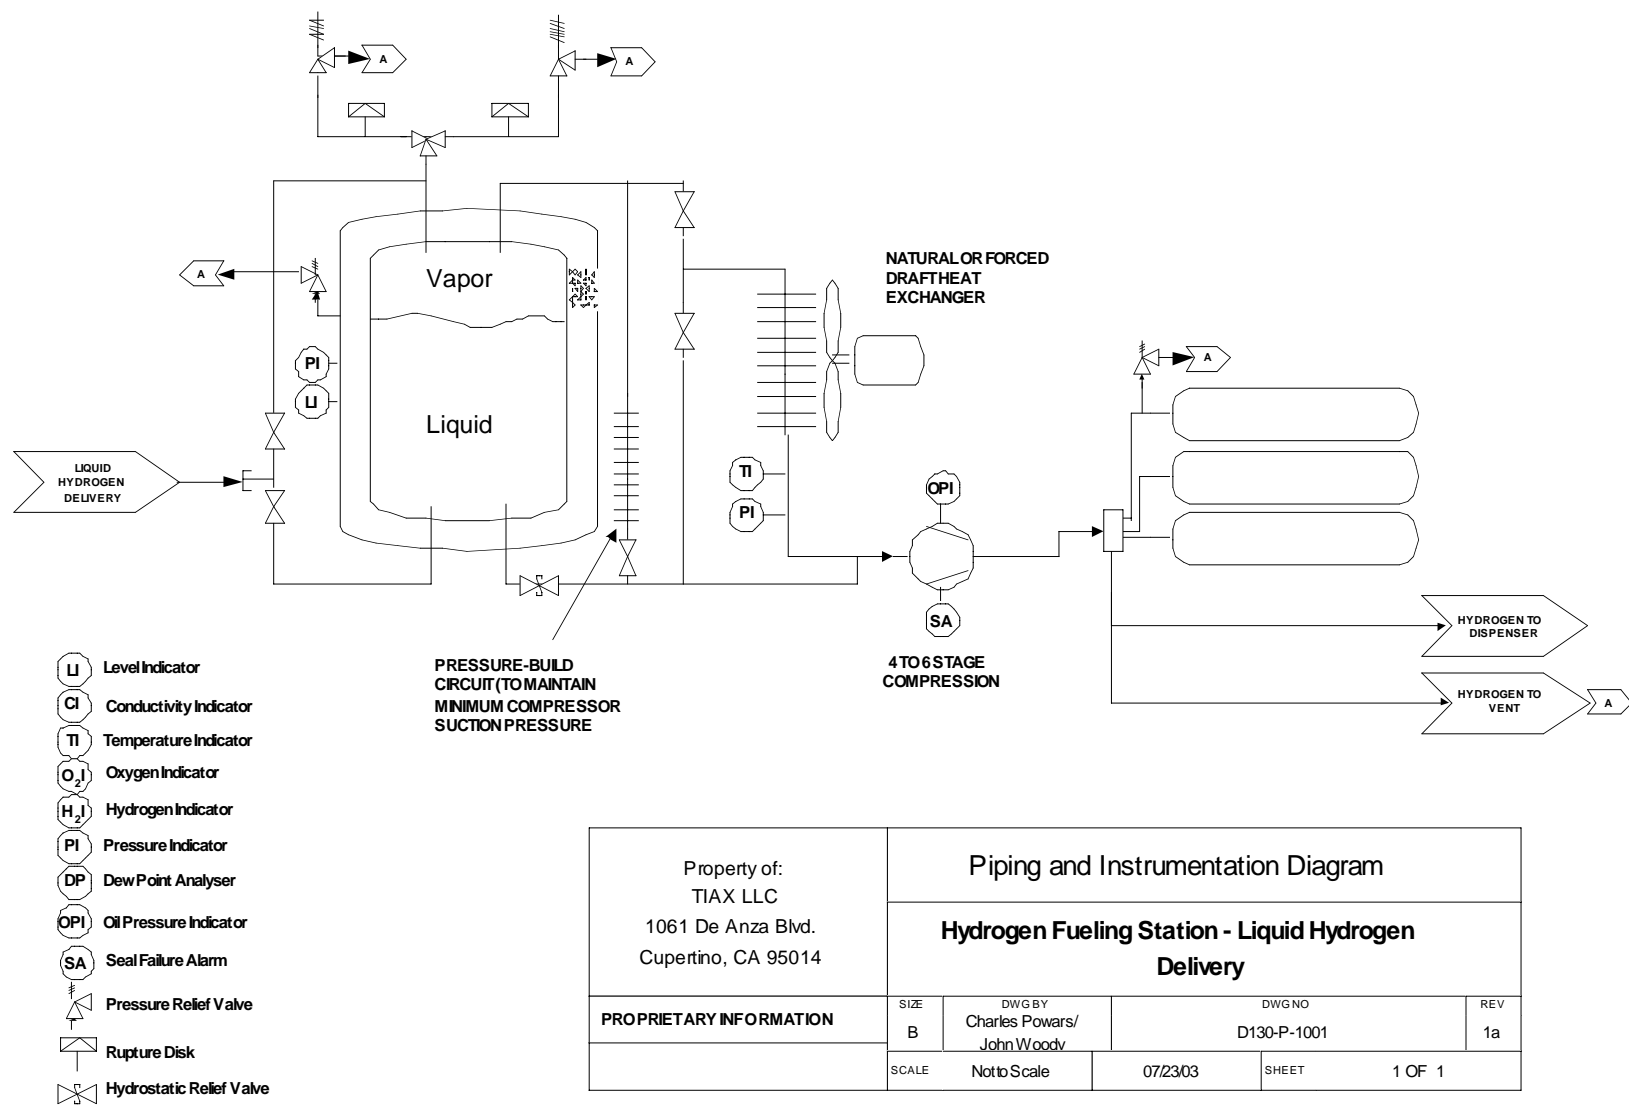 A
A
NATURAL OR FORCED
DRAFT HEAT
EXCHANGER
Vapor
A
A
PI
LI
Liquid
LIQUID
HYDROGEN
DELIVERY
TI
PI
OPI
SA
4 TO 6 STAGE
COMPRESSION
HYDROGEN TO
DISPENSER
HYDROGEN TO
VENT
A
PRESSURE-BUILD
CIRCUIT (TO MAINTAIN
MINIMUM COMPRESSOR
SUCTION PRESSURE
LI Level Indicator
CI Conductivity Indicator
TI Temperature Indicator
O2I Oxygen Indicator
H2I Hydrogen Indicator
PI Pressure Indicator
DP Dew Point Analyser
OPI Oil Pressure Indicator
SA Seal Failure Alarm
Pressure Relief Valve
Rupture Disk
Hydrostatic Relief Valve
Property of:
TIAX LLC
1061 De Anza Blvd.
Cupertino, CA 95014
PROPRIETARY INFORMATION
Piping and Instrumentation Diagram
Hydrogen Fueling Station - Liquid Hydrogen
Delivery
SIZE
B
DWG BY
Charles Powars/
John Woody
DWG NO
D130-P-1001
REV
1a
SCALE Not to Scale
07/23/03
SHEET 1 OF 1